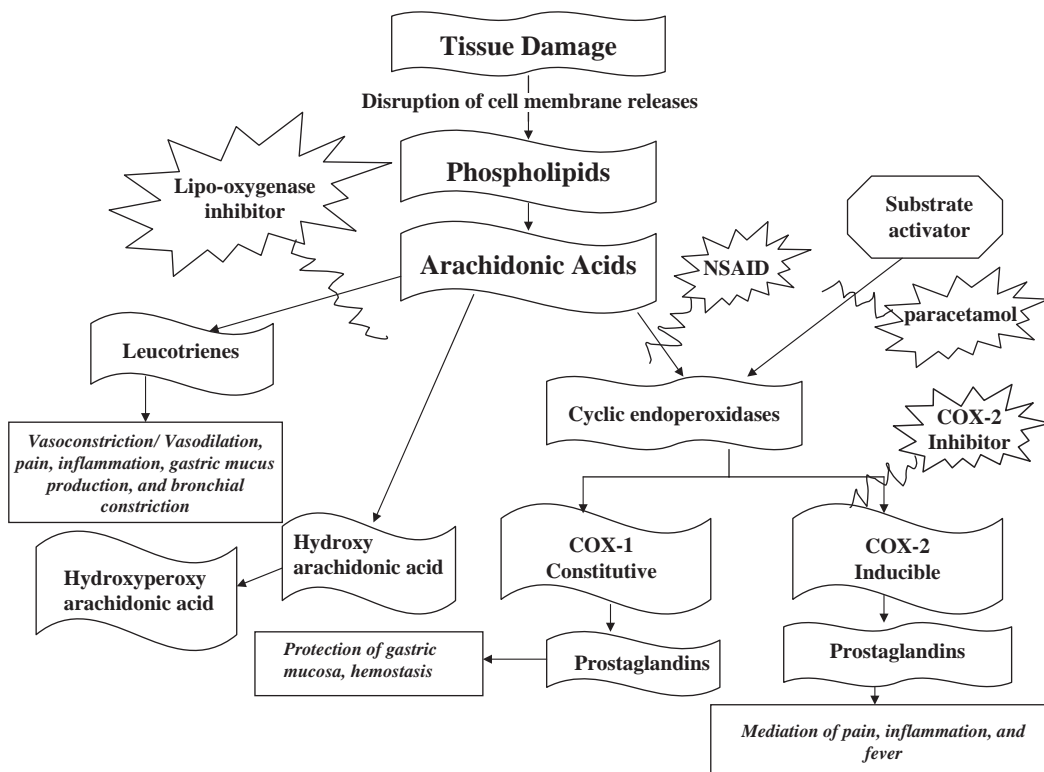 Tissue Damage
Disruption of cell membrane releases
Phospholipids
Lipo-oxygenase
inhibitor
Substrate
activator
Arachidonic Acids
NSAID
paracetamol
Leucotrienes
Cyclic endoperoxidases
COX-2
Inhibitor
Vasoconstriction/ Vasodilation,
pain, inflammation, gastric mucus
production, and bronchial
constriction
Hydroxy
arachidonic acid
Hydroxyperoxy
arachidonic acid
COX-1
Constitutive
COX-2
Inducible
Protection of gastric
mucosa, hemostasis
Prostaglandins
Prostaglandins
Mediation of pain, inflammation, and
fever